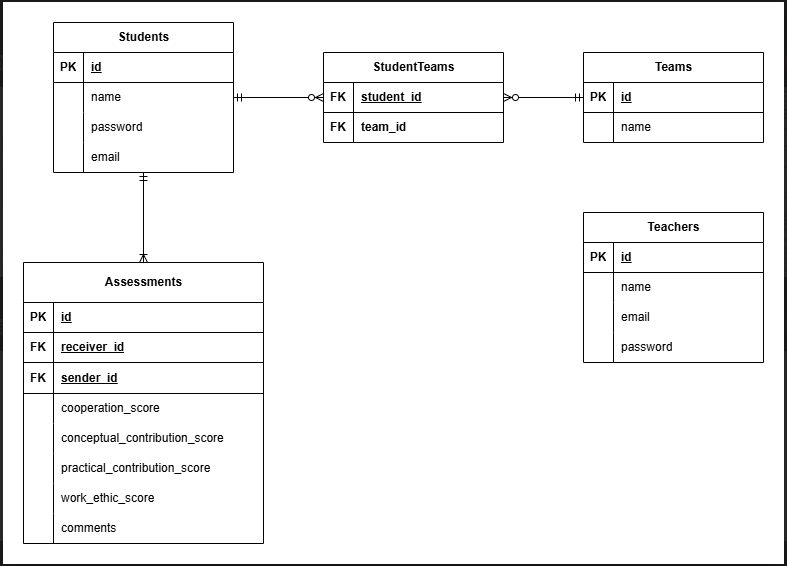 Students
PK id
name
password
email
StudentTeams
FK student_id
FK team_id
Teams
PK id
name
Teachers
PK id
name
email
password
Assessments
PK id
FK receiver_id
FK sender_id
cooperation_score
conceptual_contribution_score
practical_contribution_score
work_ethic_score
comments